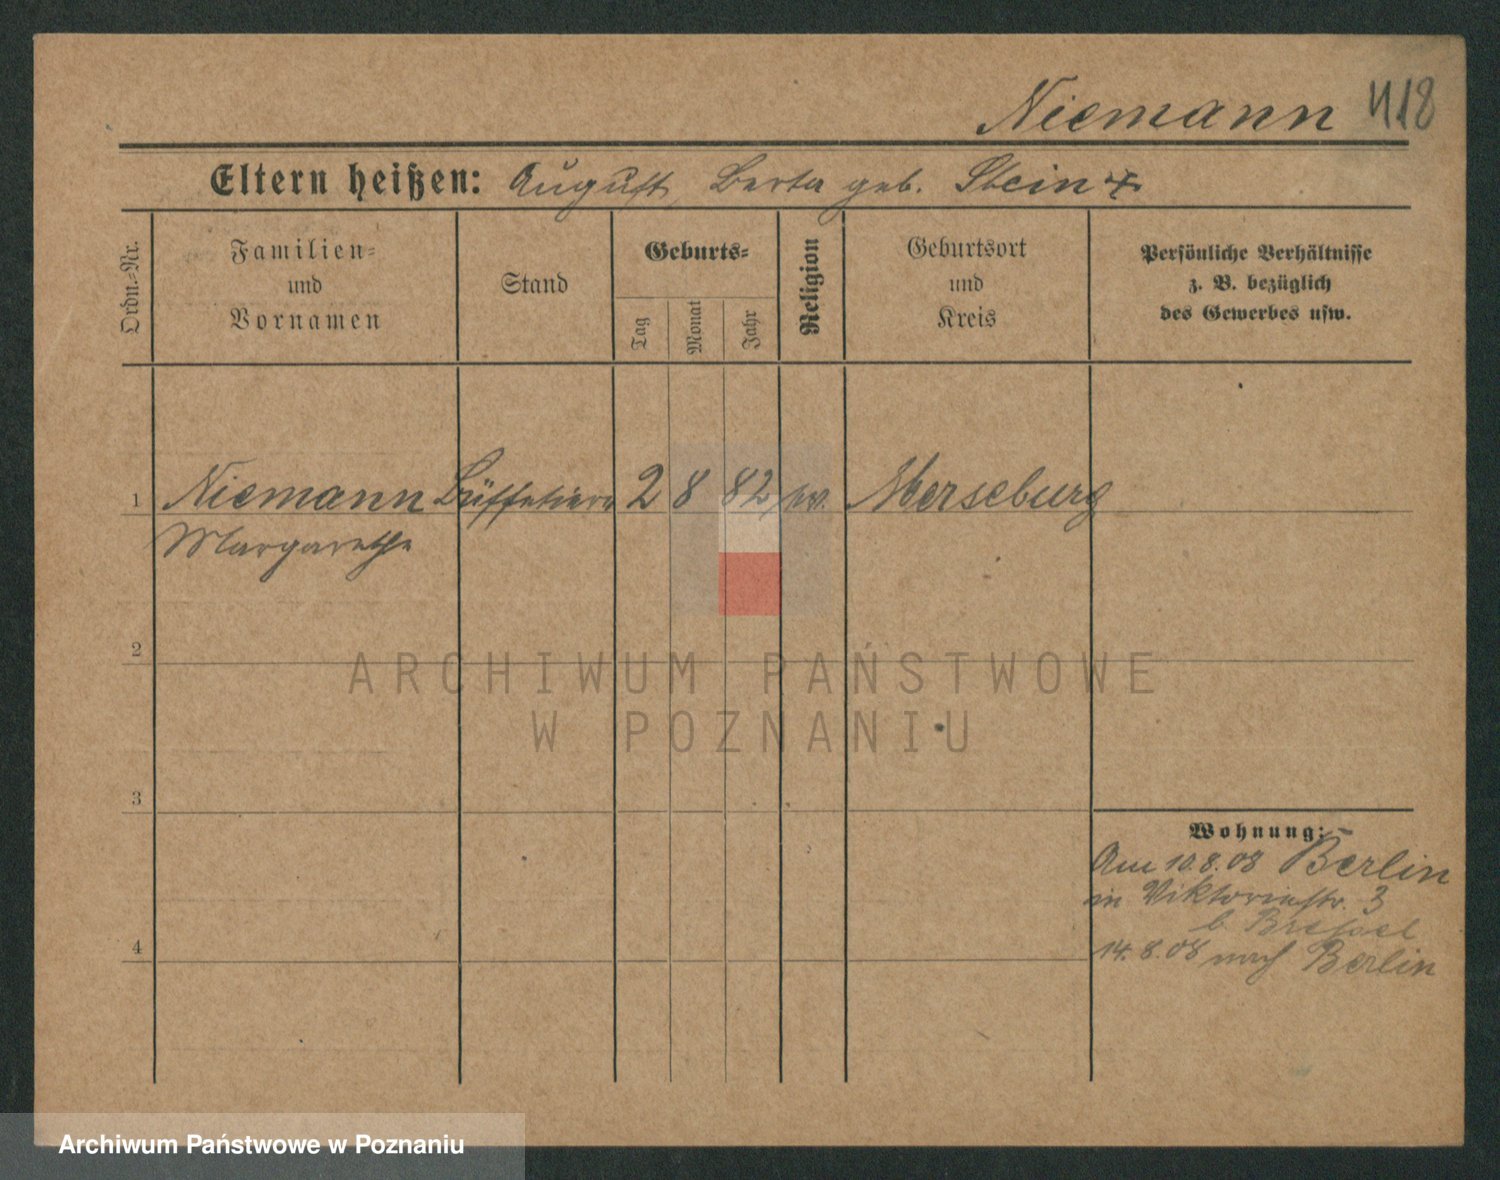 Niemann 418
Eltern heißen: August, Berta geb. Stein
Ordn.-Nr.
Familien-
und
Vornamen
Stand
Geburts-
Tag
Monat
Jahr
Religion
Geburtsort
und
Kreis
Persönliche Verhältnisse
z. B. bezüglich
des Gewerbes usw.
1 Niemann Büffetiere 2 8 82 ev. Merseburg
Margarethe
2
3
4
Wohnung:
Am 10.8.08 Berlin
in Viktoriastr. 3
b.
14.8.08 nach Berlin
ARCHIWUM PAŃSTWOWE
W POZNANIU
Archiwum Państwowe w Poznaniu